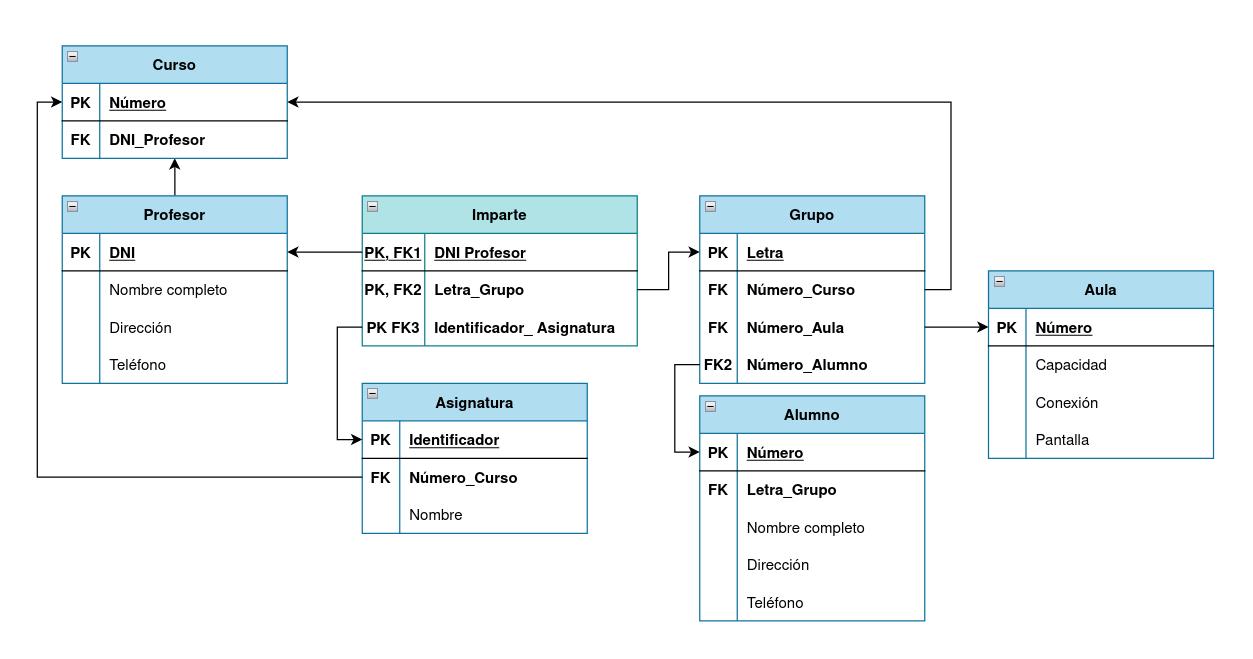 Curso
PK Número
FK DNI_Profesor
Profesor
PK DNI
Nombre completo
Dirección
Teléfono
Imparte
PK, FK1 DNI Profesor
PK, FK2 Letra_Grupo
PK FK3 Identificador_ Asignatura
Asignatura
PK Identificador
FK Número_Curso
Nombre
Grupo
PK Letra
FK Número_Curso
FK Número_Aula
FK2 Número_Alumno
Alumno
PK Número
FK Letra_Grupo
Nombre completo
Dirección
Teléfono
Aula
PK Número
Capacidad
Conexión
Pantalla